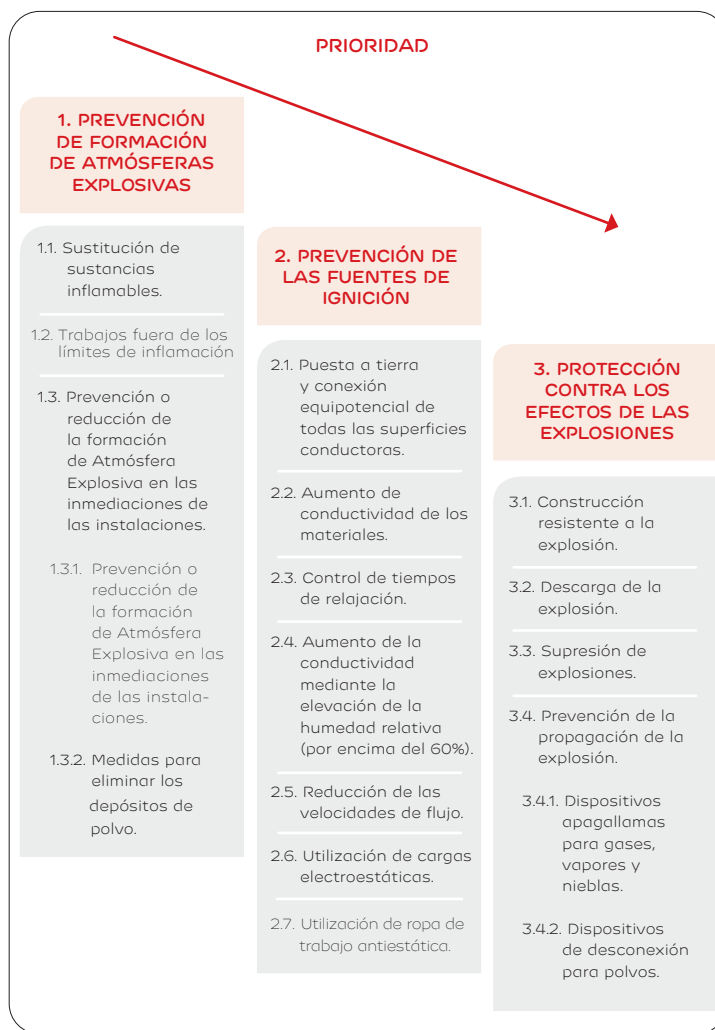 PRIORIDAD
1. PREVENCIÓN
DE FORMACIÓN
DE ATMÓSFERAS
EXPLOSIVAS
1.1. Sustitución de
sustancias
inflamables.
1.2. Trabajos fuera de los
límites de inflamación
1.3. Prevención o
reducción de
la formación
de Atmósfera
Explosiva en las
inmediaciones de
las instalaciones.
1.3.1. Prevención o
reducción de
la formación
de Atmósfera
Explosiva en las
inmediaciones
de las instala-
ciones.
1.3.2. Medidas para
eliminar los
depósitos de
polvo.
2. PREVENCIÓN DE
LAS FUENTES DE
IGNICIÓN
2.1. Puesta a tierra
y conexión
equipotencial de
todas las superficies
conductoras.
2.2. Aumento de
conductividad de los
materiales.
2.3. Control de tiempos
de relajación.
2.4. Aumento de la
conductividad
mediante la
elevación de la
humedad relativa
(por encima del 60%).
2.5. Reducción de las
velocidades de flujo.
2.6. Utilización de cargas
electroestáticas.
2.7. Utilización de ropa de
trabajo antiestática.
3. PROTECCIÓN
CONTRA LOS
EFECTOS DE LAS
EXPLOSIONES
3.1. Construcción
resistente a la
explosión.
3.2. Descarga de la
explosión.
3.3. Supresión de
explosiones.
3.4. Prevención de la
propagación de la
explosión.
3.4.1. Dispositivos
apagallamas
para gases,
vapores y
nieblas.
3.4.2. Dispositivos
de desconexión
para polvos.